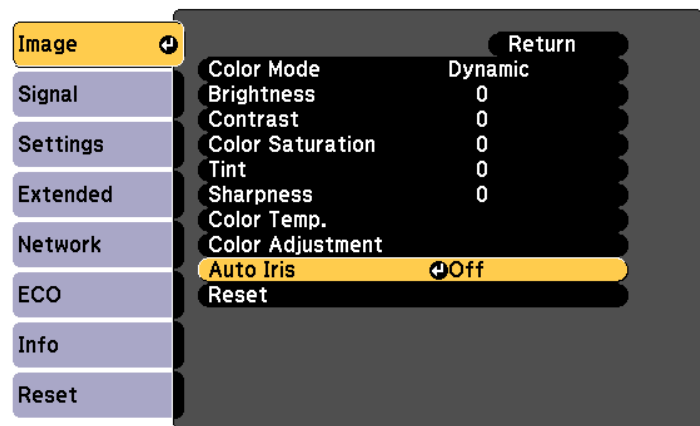 Image
Signal
Settings
Extended
Network
ECO
Info
Reset
Return
Color Mode Dynamic
Brightness 0
Contrast 0
Color Saturation 0
Tint 0
Sharpness 0
Color Temp.
Color Adjustment
Auto Iris Off
Reset